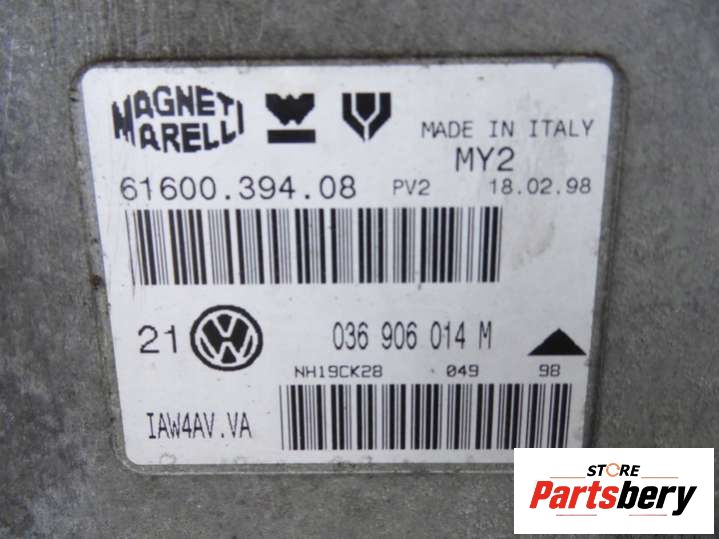 MAGNETI
MARELLI
MADE IN ITALY
MY2
61600.394.08 PV2 18.02.98
21 VW 036 906 014 M
NH19CK28 049 98
IAW4AV.VA
STORE
Partsbery